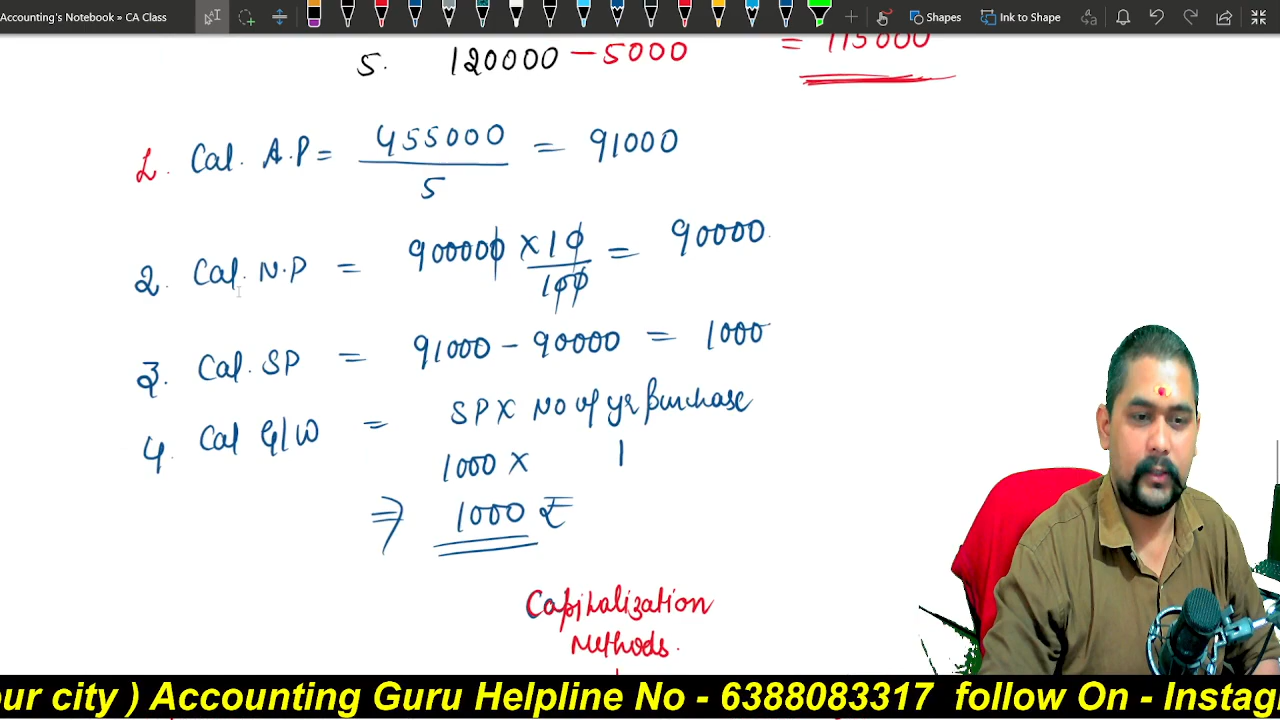 Accounting's Notebook » CA Class
Shapes
Ink to Shape
5. 120000 - 5000 = 115000
1. Cal. A.P = 455000 / 5 = 91000
2. Cal. N.P = 900000 × 10 / 100 = 90000
3. Cal. SP = 91000 - 90000 = 1000
4. Cal G/W = SP X No of yr purchase
1000 × 1
⇒ 1000 ₹
Capitalization
Methods.
our city ) Accounting Guru Helpline No - 6388083317 follow On - Instag